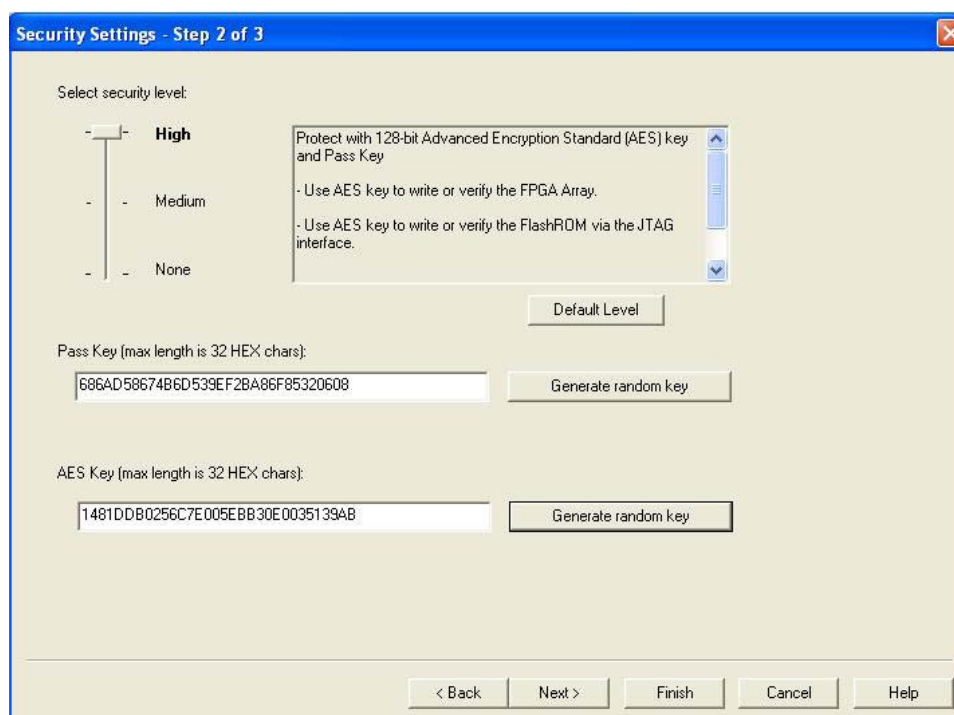 Security Settings - Step 2 of 3
Select security level:
High
Medium
None
Protect with 128-bit Advanced Encryption Standard (AES) key
and Pass Key
- Use AES key to write or verify the FPGA Array.
- Use AES key to write or verify the FlashROM via the JTAG
interface.
Default Level
Pass Key (max length is 32 HEX chars):
686AD58674B6D539EF2BA86F85320608
Generate random key
AES Key (max length is 32 HEX chars):
1481DDB0256C7E005EBB30E0035139AB
Generate random key
< Back
Next >
Finish
Cancel
Help